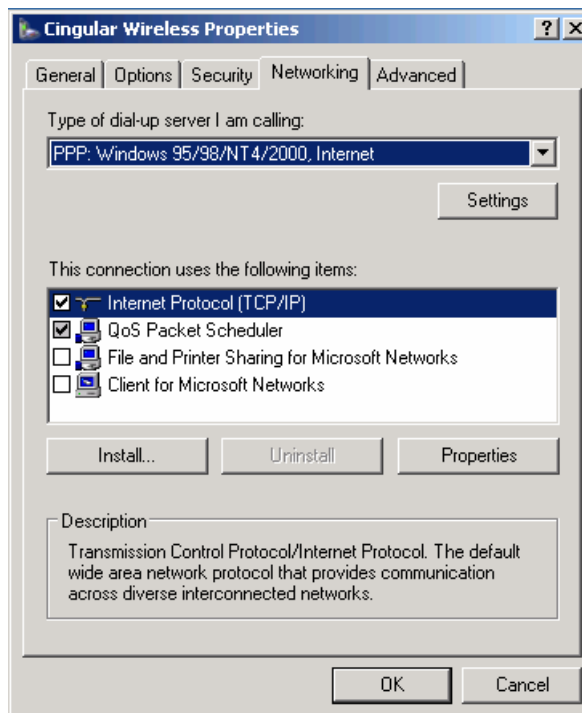 Cingular Wireless Properties
General Options Security Networking Advanced
Type of dial-up server I am calling:
PPP: Windows 95/98/NT4/2000, Internet
Settings
This connection uses the following items:
Internet Protocol (TCP/IP)
QoS Packet Scheduler
File and Printer Sharing for Microsoft Networks
Client for Microsoft Networks
Install... Uninstall Properties
Description
Transmission Control Protocol/Internet Protocol. The default
wide area network protocol that provides communication
across diverse interconnected networks.
OK Cancel